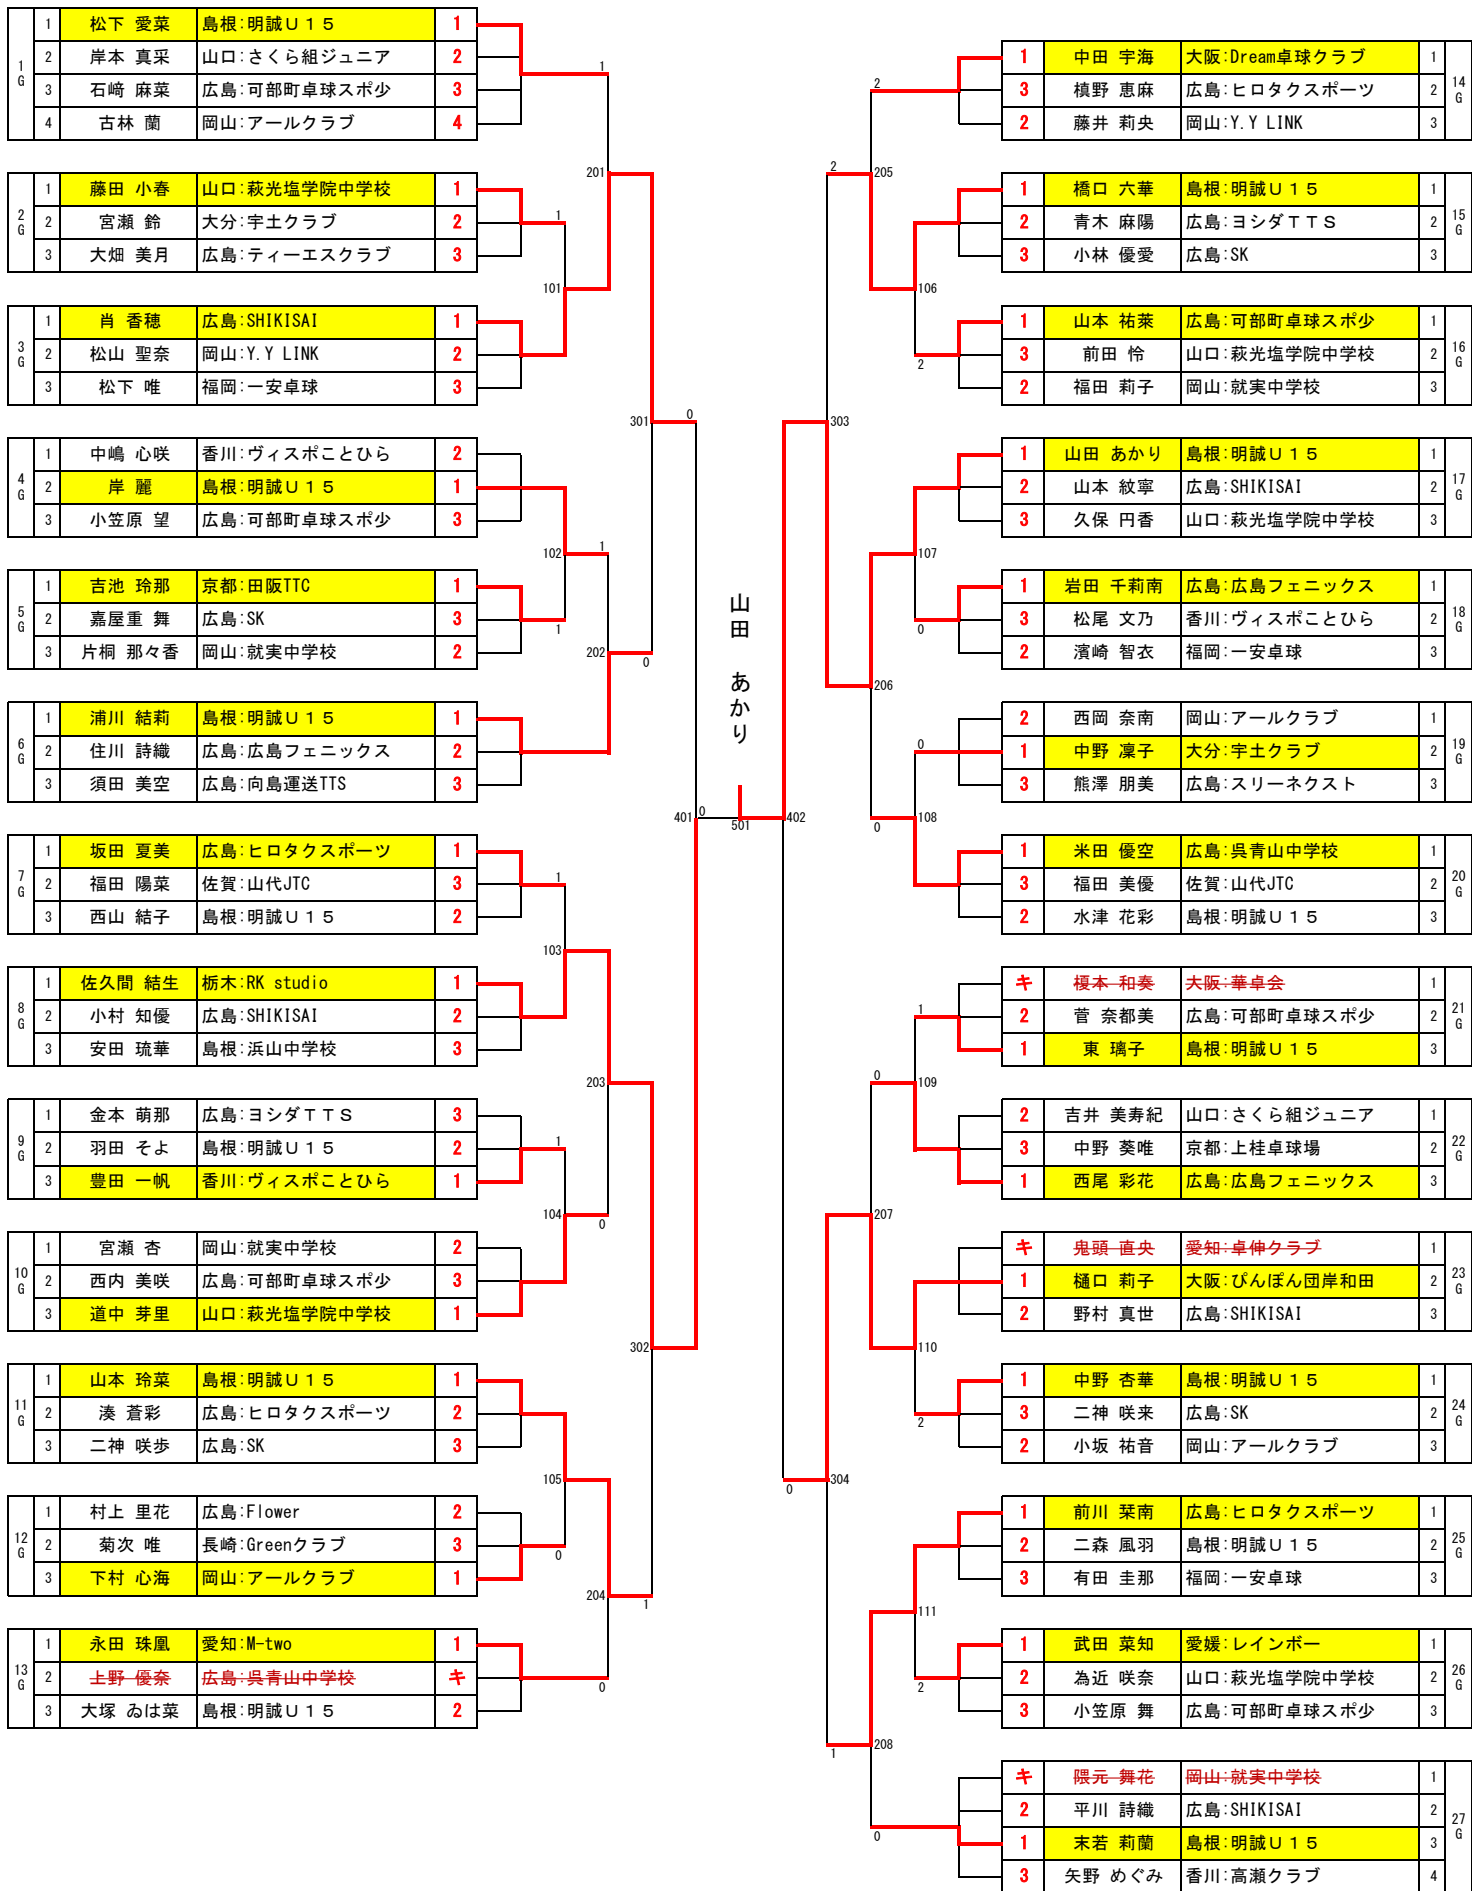 1G
1 松下 愛菜 島根:明誠U15 1
2 岸本 真采 山口:さくら組ジュニア 2
3 石﨑 麻菜 広島:可部町卓球スポ少 3
4 古林 蘭 岡山:アールクラブ 4
2G
1 藤田 小春 山口:萩光塩学院中学校 1
2 宮瀬 鈴 大分:宇土クラブ 2
3 大畑 美月 広島:ティーエスクラブ 3
3G
1 肖 香穂 広島:SHIKISAI 1
2 松山 聖奈 岡山:Y.Y LINK 2
3 松下 唯 福岡:一安卓球 3
4G
1 中嶋 心咲 香川:ヴィスポことひら 2
2 岸 麗 島根:明誠U15 1
3 小笠原 望 広島:可部町卓球スポ少 3
5G
1 吉池 玲那 京都:田阪TTC 1
2 嘉屋重 舞 広島:SK 3
3 片桐 那々香 岡山:就実中学校 2
6G
1 浦川 結莉 島根:明誠U15 1
2 住川 詩織 広島:広島フェニックス 2
3 須田 美空 広島:向島運送TTS 3
7G
1 坂田 夏美 広島:ヒロタクスポーツ 1
2 福田 陽菜 佐賀:山代JTC 3
3 西山 結子 島根:明誠U15 2
8G
1 佐久間 結生 栃木:RK studio 1
2 小村 知優 広島:SHIKISAI 2
3 安田 琉華 島根:浜山中学校 3
9G
1 金本 萌那 広島:ヨシダTTS 3
2 羽田 そよ 島根:明誠U15 2
3 豊田 一帆 香川:ヴィスポことひら 1
10G
1 宮瀬 杏 岡山:就実中学校 2
2 西内 美咲 広島:可部町卓球スポ少 3
3 道中 芽里 山口:萩光塩学院中学校 1
11G
1 山本 玲菜 島根:明誠U15 1
2 湊 蒼彩 広島:ヒロタクスポーツ 2
3 二神 咲歩 広島:SK 3
12G
1 村上 里花 広島:Flower 2
2 菊次 唯 長崎:Greenクラブ 3
3 下村 心海 岡山:アールクラブ 1
13G
1 永田 珠凰 愛知:M-two 1
2 上野 優奈 広島:呉青山中学校 キ
3 大塚 ゐは菜 島根:明誠U15 2
1
201
1
101
301
0
102
1
1
202
0
401
0
1
103
203
1
104
0
302
105
0
204
1
0
山田 あかり
501
2
2
205
106
2
303
107
0
206
0
402
0
108
1
0
109
207
110
2
0
304
111
2
1
208
0
1 中田 宇海 大阪:Dream卓球クラブ 1
3 槙野 恵麻 広島:ヒロタクスポーツ 2
2 藤井 莉央 岡山:Y.Y LINK 3
14G
1 橋口 六華 島根:明誠U15 1
2 青木 麻陽 広島:ヨシダTTS 2
3 小林 優愛 広島:SK 3
15G
1 山本 祐萊 広島:可部町卓球スポ少 1
3 前田 怜 山口:萩光塩学院中学校 2
2 福田 莉子 岡山:就実中学校 3
16G
1 山田 あかり 島根:明誠U15 1
2 山本 紋寧 広島:SHIKISAI 2
3 久保 円香 山口:萩光塩学院中学校 3
17G
1 岩田 千莉南 広島:広島フェニックス 1
3 松尾 文乃 香川:ヴィスポことひら 2
2 濱崎 智衣 福岡:一安卓球 3
18G
2 西岡 奈南 岡山:アールクラブ 1
1 中野 凜子 大分:宇土クラブ 2
3 熊澤 朋美 広島:スリーネクスト 3
19G
1 米田 優空 広島:呉青山中学校 1
3 福田 美優 佐賀:山代JTC 2
2 水津 花彩 島根:明誠U15 3
20G
キ 榎本 和奏 大阪:華卓会 1
2 菅 奈都美 広島:可部町卓球スポ少 2
1 東 璃子 島根:明誠U15 3
21G
2 吉井 美寿紀 山口:さくら組ジュニア 1
3 中野 葵唯 京都:上桂卓球場 2
1 西尾 彩花 広島:広島フェニックス 3
22G
キ 鬼頭 直央 愛知:卓伸クラブ 1
1 樋口 莉子 大阪:ぴんぽん団岸和田 2
2 野村 真世 広島:SHIKISAI 3
23G
1 中野 杏華 島根:明誠U15 1
3 二神 咲来 広島:SK 2
2 小坂 祐音 岡山:アールクラブ 3
24G
1 前川 栞南 広島:ヒロタクスポーツ 1
2 二森 風羽 島根:明誠U15 2
3 有田 圭那 福岡:一安卓球 3
25G
1 武田 菜知 愛媛:レインボー 1
2 為近 咲奈 山口:萩光塩学院中学校 2
3 小笠原 舞 広島:可部町卓球スポ少 3
26G
キ 隈元 舞花 岡山:就実中学校 1
2 平川 詩織 広島:SHIKISAI 2
1 末若 莉蘭 島根:明誠U15 3
3 矢野 めぐみ 香川:高瀬クラブ 4
27G